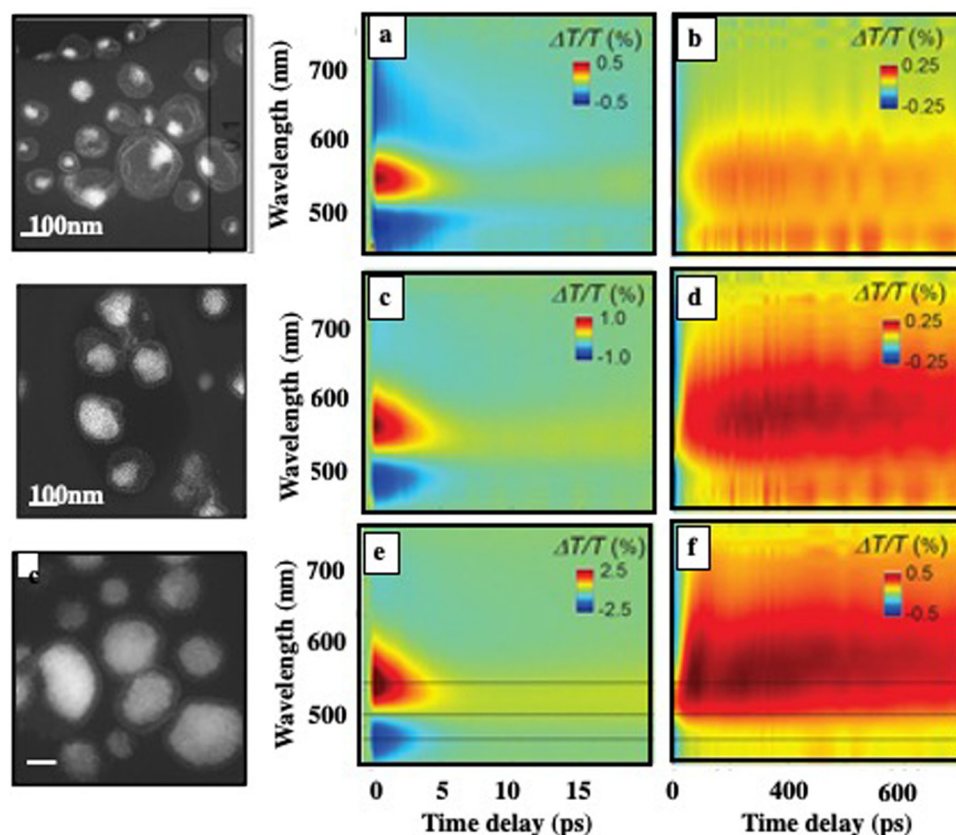 a
ΔT/T (%)
0.5
-0.5
b
ΔT/T (%)
0.25
-0.25
Wavelength (nm)
700
600
500
100nm
c
ΔT/T (%)
1.0
-1.0
d
ΔT/T (%)
0.25
-0.25
Wavelength (nm)
700
600
500
100nm
e
ΔT/T (%)
2.5
-2.5
f
ΔT/T (%)
0.5
-0.5
Wavelength (nm)
700
600
500
0 5 10 15
0 400 600
Time delay (ps)
Time delay (ps)